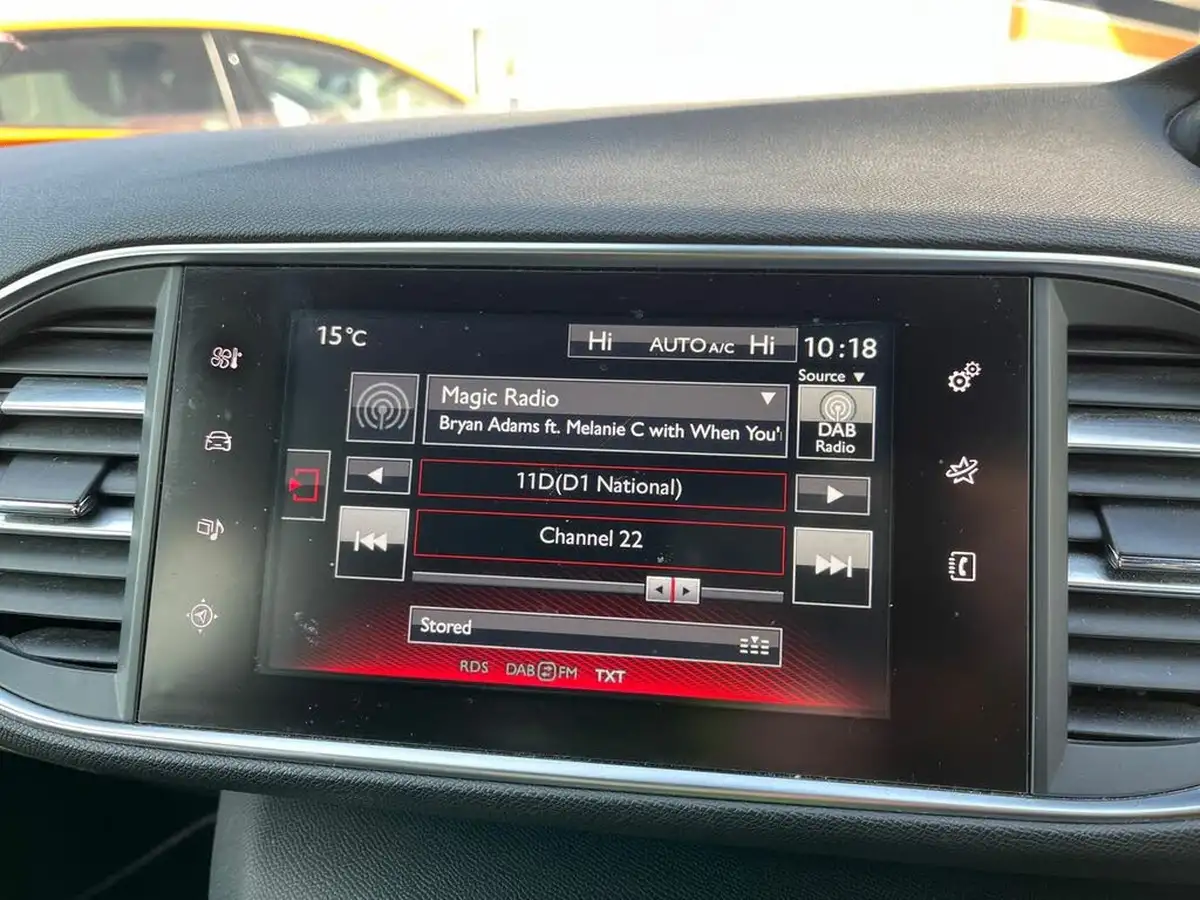 15°C
Hi AUTO A/C Hi
10:18
Source
Magic Radio
Bryan Adams ft. Melanie C with When You'
DAB
Radio
11D(D1 National)
Channel 22
Stored
RDS DAB FM TXT